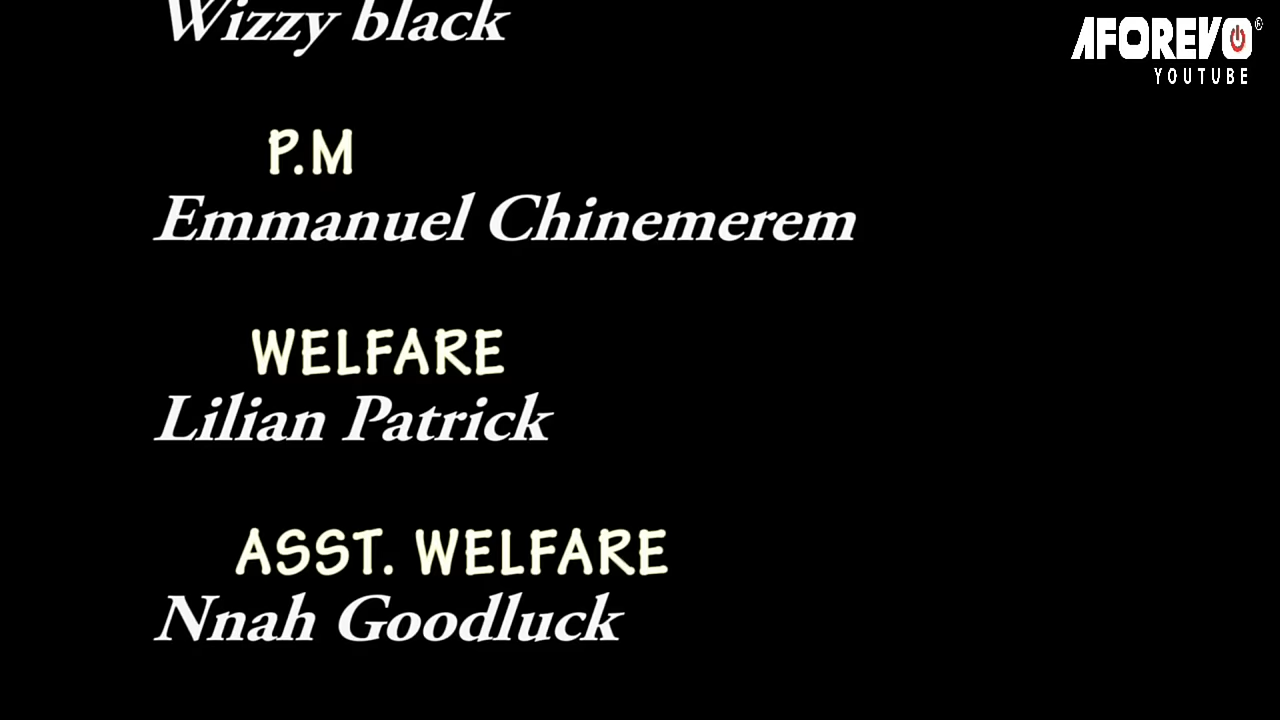 Wizzy black
AFOREVO®
YOUTUBE
P.M
Emmanuel Chinemerem
WELFARE
Lilian Patrick
ASST. WELFARE
Nnah Goodluck